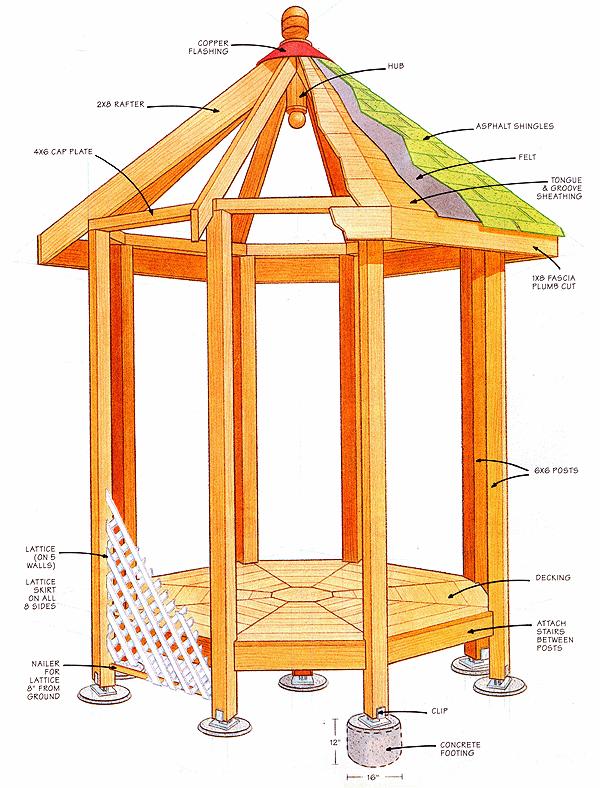 COPPER
FLASHING
HUB
2X8 RAFTER
ASPHALT SHINGLES
4X6 CAP PLATE
FELT
TONGUE
& GROOVE
SHEATHING
1X8 FASCIA
PLUMB CUT
6X6 POSTS
LATTICE
(ON 5
WALLS)
LATTICE
SKIRT
ON ALL
8 SIDES
DECKING
ATTACH
STAIRS
BETWEEN
POSTS
NAILER FOR
LATTICE
8" FROM
GROUND
CLIP
12"
CONCRETE
FOOTING
16"